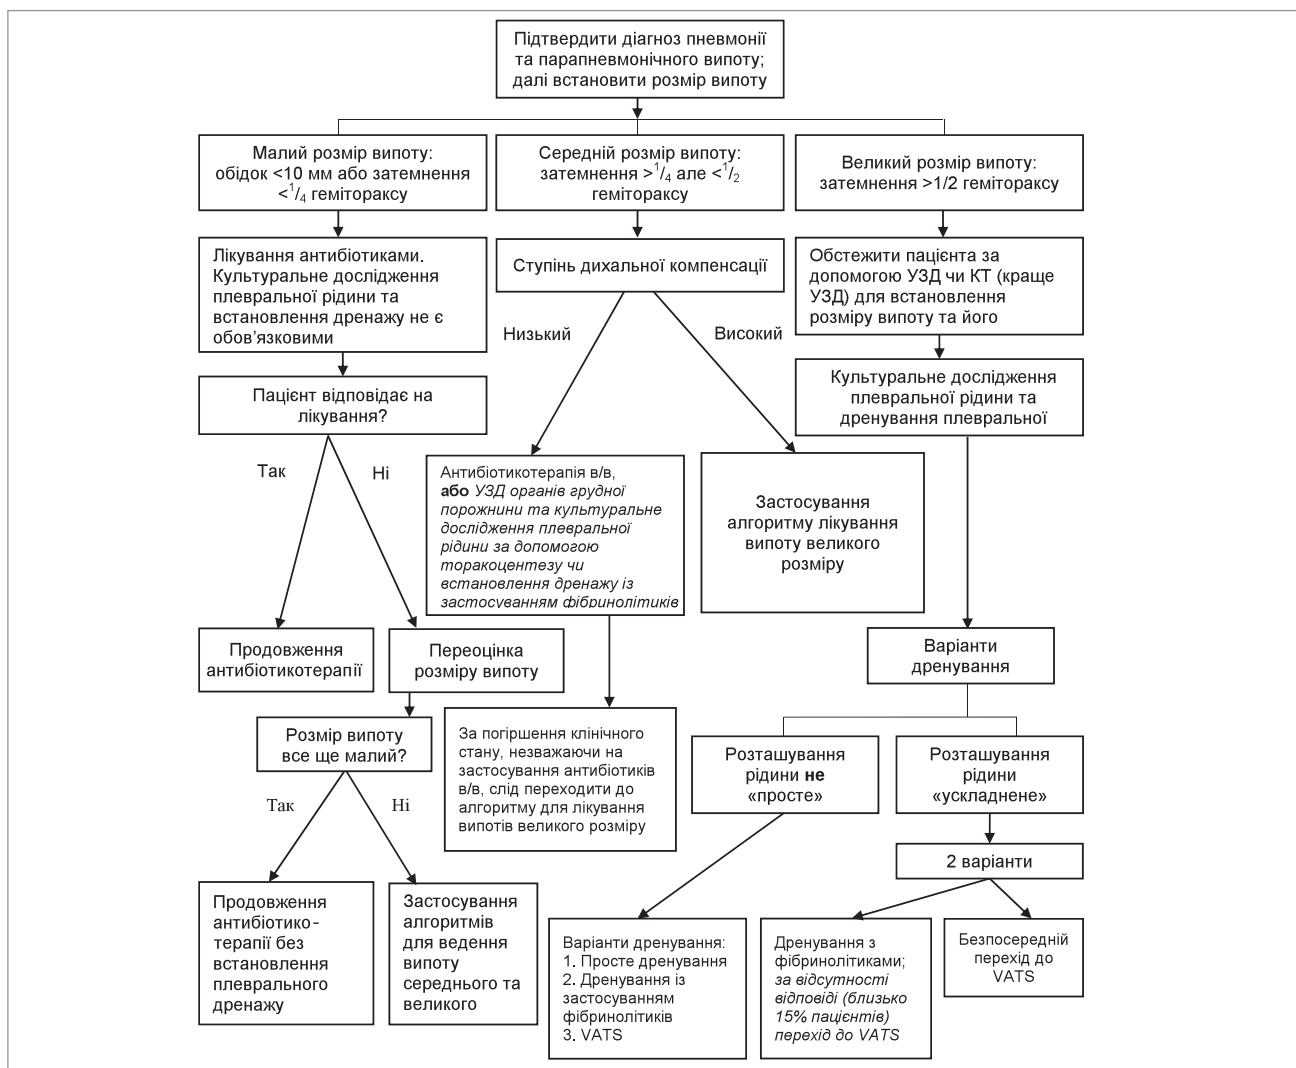 Підтвердити діагноз пневмонії
та парапневмонічного випоту;
далі встановити розмір випоту
Малий розмір випоту:
обідок <10 мм або затемнення
<1/4 гемітораксу
Середній розмір випоту:
затемнення >1/4 але <1/2
гемітораксу
Великий розмір випоту:
затемнення >1/2 гемітораксу
Лікування антибіотиками.
Культуральне дослідження
плевральної рідини та
встановлення дренажу не є
обов’язковими
Ступінь дихальної компенсації
Обстежити пацієнта за
допомогою УЗД чи КТ (краще
УЗД) для встановлення
розміру випоту та його
Низький
Високий
Пацієнт відповідає на
лікування?
Культуральне дослідження
плевральної рідини та
дренування плевральної
Так
Ні
Антибіотикотерапія в/в,
або УЗД органів грудної
порожнини та культуральне
дослідження плевральної
рідини за допомогою
торакоцентезу чи
встановлення дренажу із
застосуванням фібринолітиків
Застосування
алгоритму лікування
випоту великого
розміру
Продовження
антибіотикотерапії
Переоцінка
розміру випоту
Варіанти
дренування
Розмір випоту
все ще малий?
За погіршення клінічного
стану, незважаючи на
застосування антибіотиків
в/в, слід переходити до
алгоритму для лікування
випотів великого розміру
Розташування
рідини не
«просте»
Розташування
рідини
«ускладнене»
Так
Ні
2 варіанти
Продовження
антибіотико-
терапії без
встановлення
плеврального
дренажу
Застосування
алгоритмів
для ведення
випоту
середнього та
великого
Варіанти дренування:
1. Просте дренування
2. Дренування із
застосуванням
фібринолітиків
3. VATS
Дренування з
фібринолітиками;
за відсутності
відповіді (близько
15% пацієнтів)
перехід до VATS
Безпосередній
перехід до
VATS